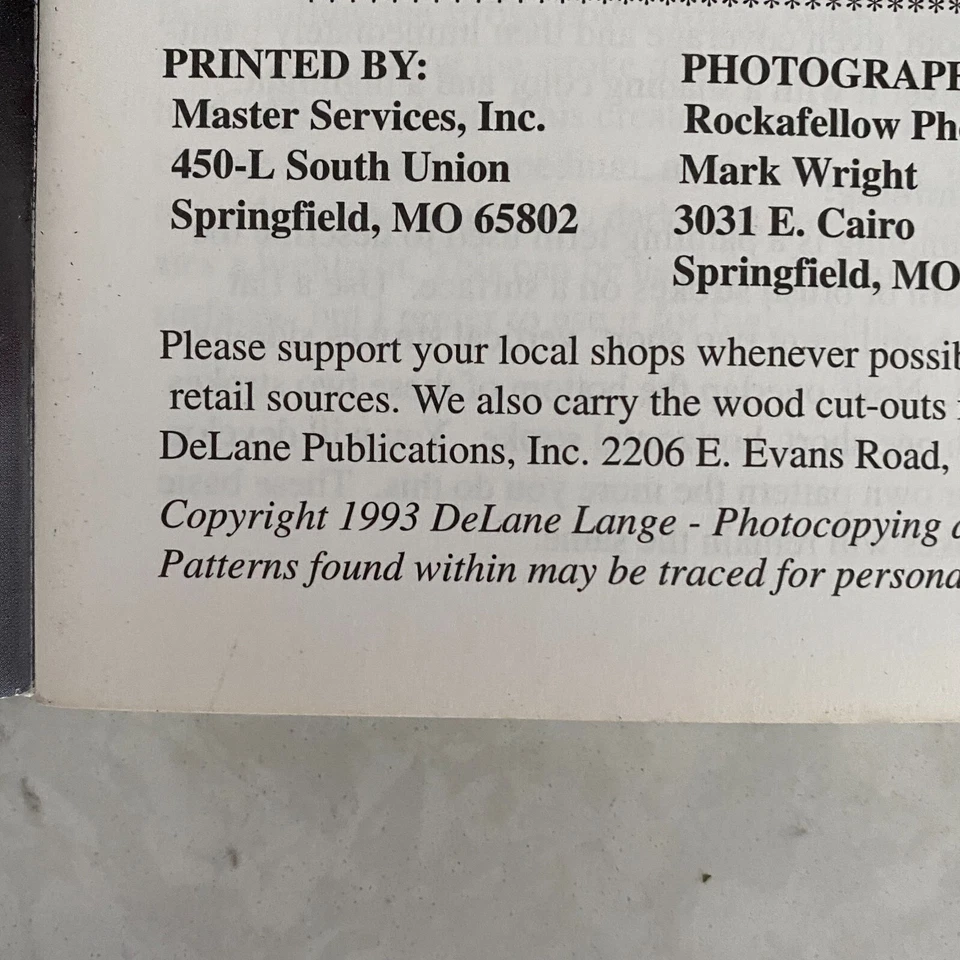 PRINTED BY:
Master Services, Inc.
450-L South Union
Springfield, MO 65802
PHOTOGRAPH
Rockafellow Pho
Mark Wright
3031 E. Cairo
Springfield, MO
Please support your local shops whenever possib
retail sources. We also carry the wood cut-outs
DeLane Publications, Inc. 2206 E. Evans Road,
Copyright 1993 DeLane Lange - Photocopying
Patterns found within may be traced for persona